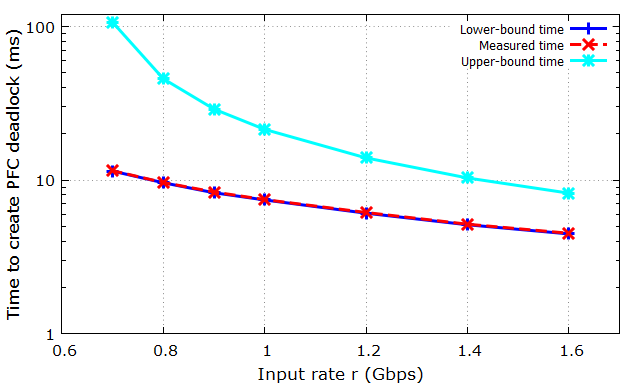 Time to create PFC deadlock (ms)
100
10
1
Lower-bound time
Measured time
Upper-bound time
0.6 0.8 1 1.2 1.4 1.6
Input rate r (Gbps)